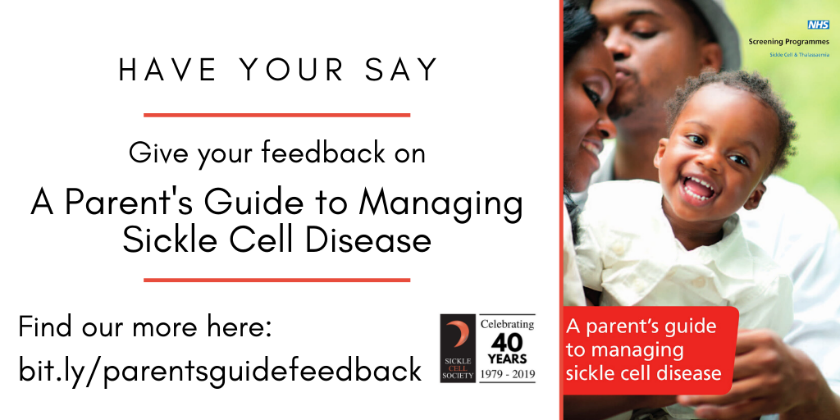 HAVE YOUR SAY
Give your feedback on
A Parent's Guide to Managing
Sickle Cell Disease
Find our more here:
bit.ly/parentsguidefeedback
SICKLE
CELL
SOCIETY
Celebrating
40
YEARS
1979 - 2019
NHS
Screening Programmes
Sickle Cell & Thalassaemia
A parent's guide
to managing
sickle cell disease